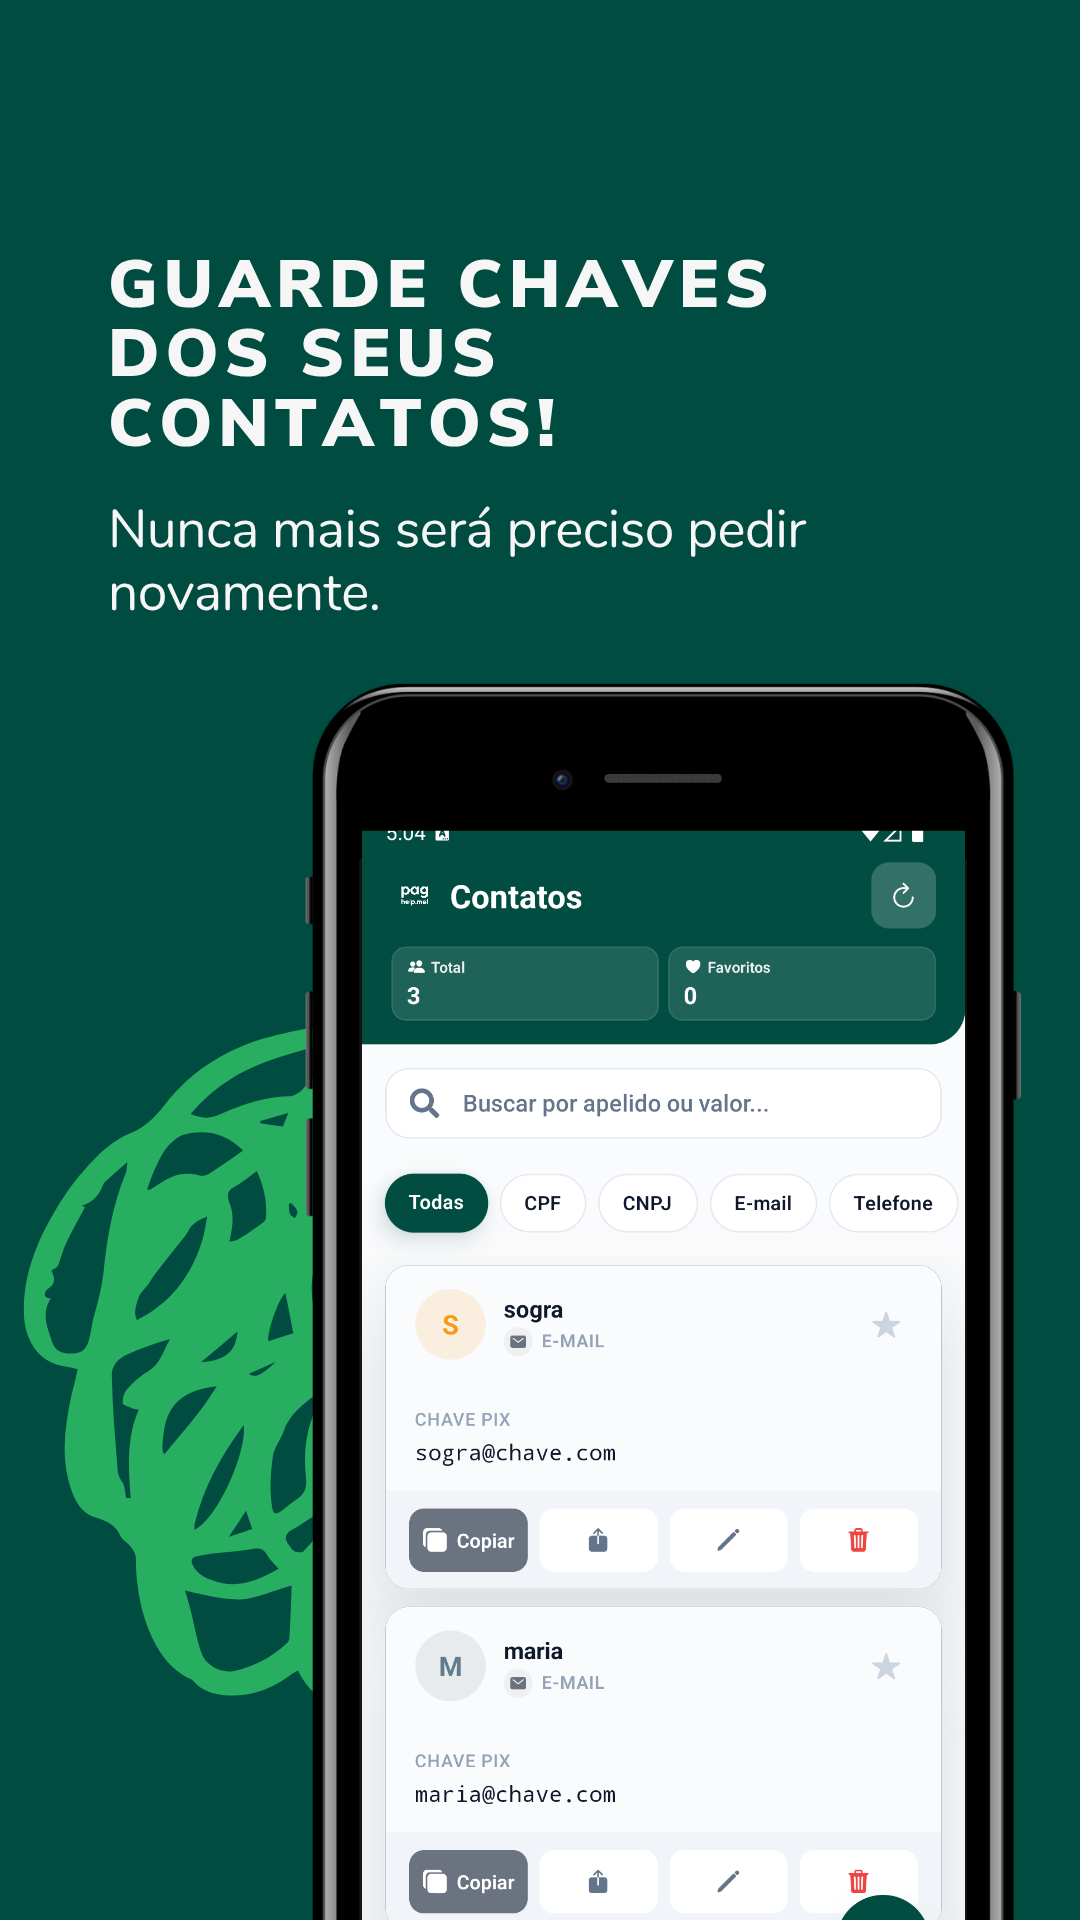 GUARDE CHAVES
DOS SEUS
CONTATOS!
Nunca mais será preciso pedir
novamente.
5:04
pag
help.me!
Contatos
Total
3
Favoritos
0
Buscar por apelido ou valor...
Todas
CPF
CNPJ
E-mail
Telefone
S
sogra
E-MAIL
CHAVE PIX
sogra@chave.com
Copiar
M
maria
E-MAIL
CHAVE PIX
maria@chave.com
Copiar